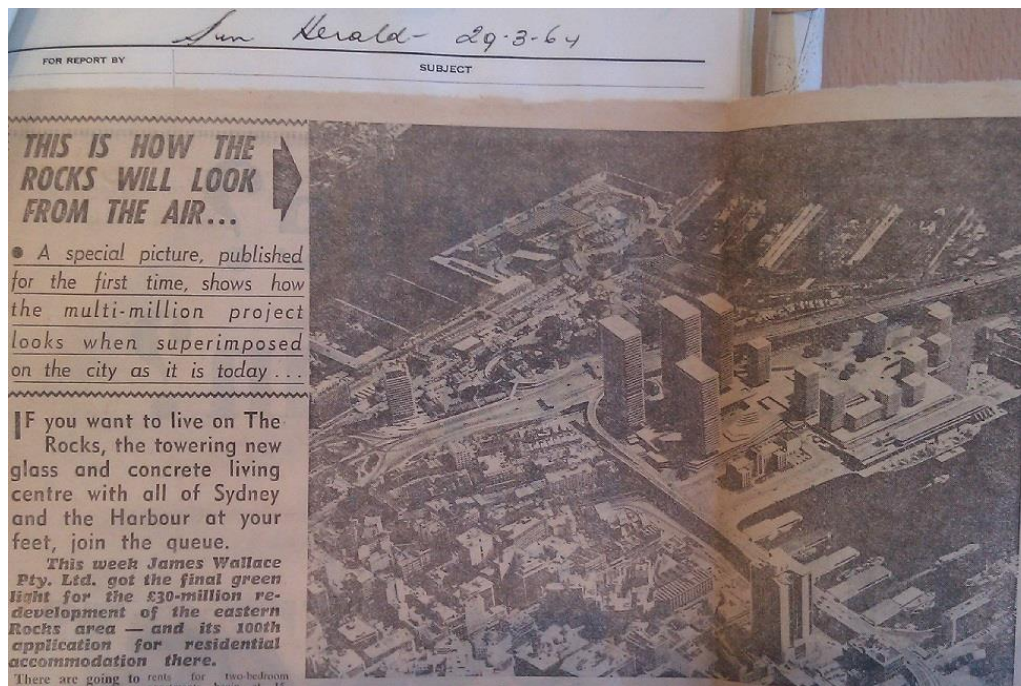 Sun Herald - 29-3-64
FOR REPORT BY
SUBJECT
THIS IS HOW THE
ROCKS WILL LOOK
FROM THE AIR...
● A special picture, published
for the first time, shows how
the multi-million project
looks when superimposed
on the city as it is today . . .
IF you want to live on The
Rocks, the towering new
glass and concrete living
centre with all of Sydney
and the Harbour at your
feet, join the queue.
This week James Wallace
Pty. Ltd. got the final green
light for the £30-million re-
development of the eastern
Rocks area — and its 100th
application for residential
accommodation there.
There are going to
rents for two-bedroom